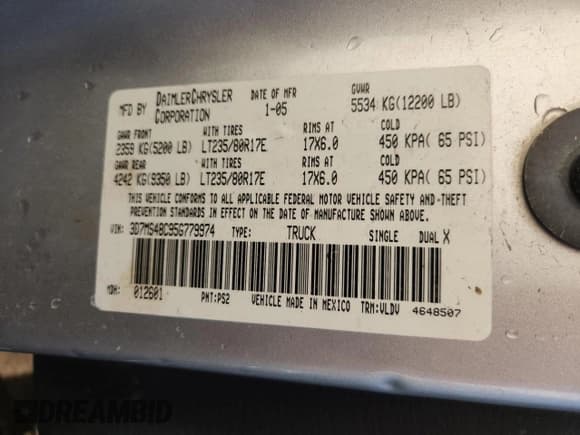 MFD BY DAIMLERCHRYSLER CORPORATION DATE OF MFR 1-05 GVWR 5534 KG(12200 LB)
GAWR FRONT WITH TIRES RIMS AT COLD
2359 KG(5200 LB) LT235/80R17E 17X6.0 450 KPA( 65 PSI)
GAWR REAR WITH TIRES RIMS AT COLD
4242 KG(9350 LB) LT235/80R17E 17X6.0 450 KPA( 65 PSI)
THIS VEHICLE CONFORMS TO ALL APPLICABLE FEDERAL MOTOR VEHICLE SAFETY AND-THEFT
PREVENTION STANDARDS IN EFFECT ON THE DATE OF MANUFACTURE SHOWN ABOVE.
VIN: 3D7MS48C95G779974 TYPE: TRUCK SINGLE DUAL X
MDH: 012601 PNT:PS2 VEHICLE MADE IN MEXICO TRM:VLDV 4648507
DREAMBID